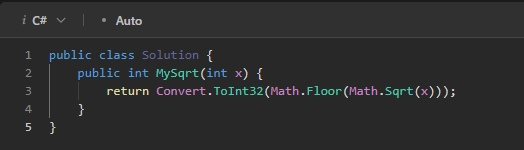 i C# Auto
1 public class Solution {
2     public int MySqrt(int x) {
3         return Convert.ToInt32(Math.Floor(Math.Sqrt(x)));
4     }
5 }